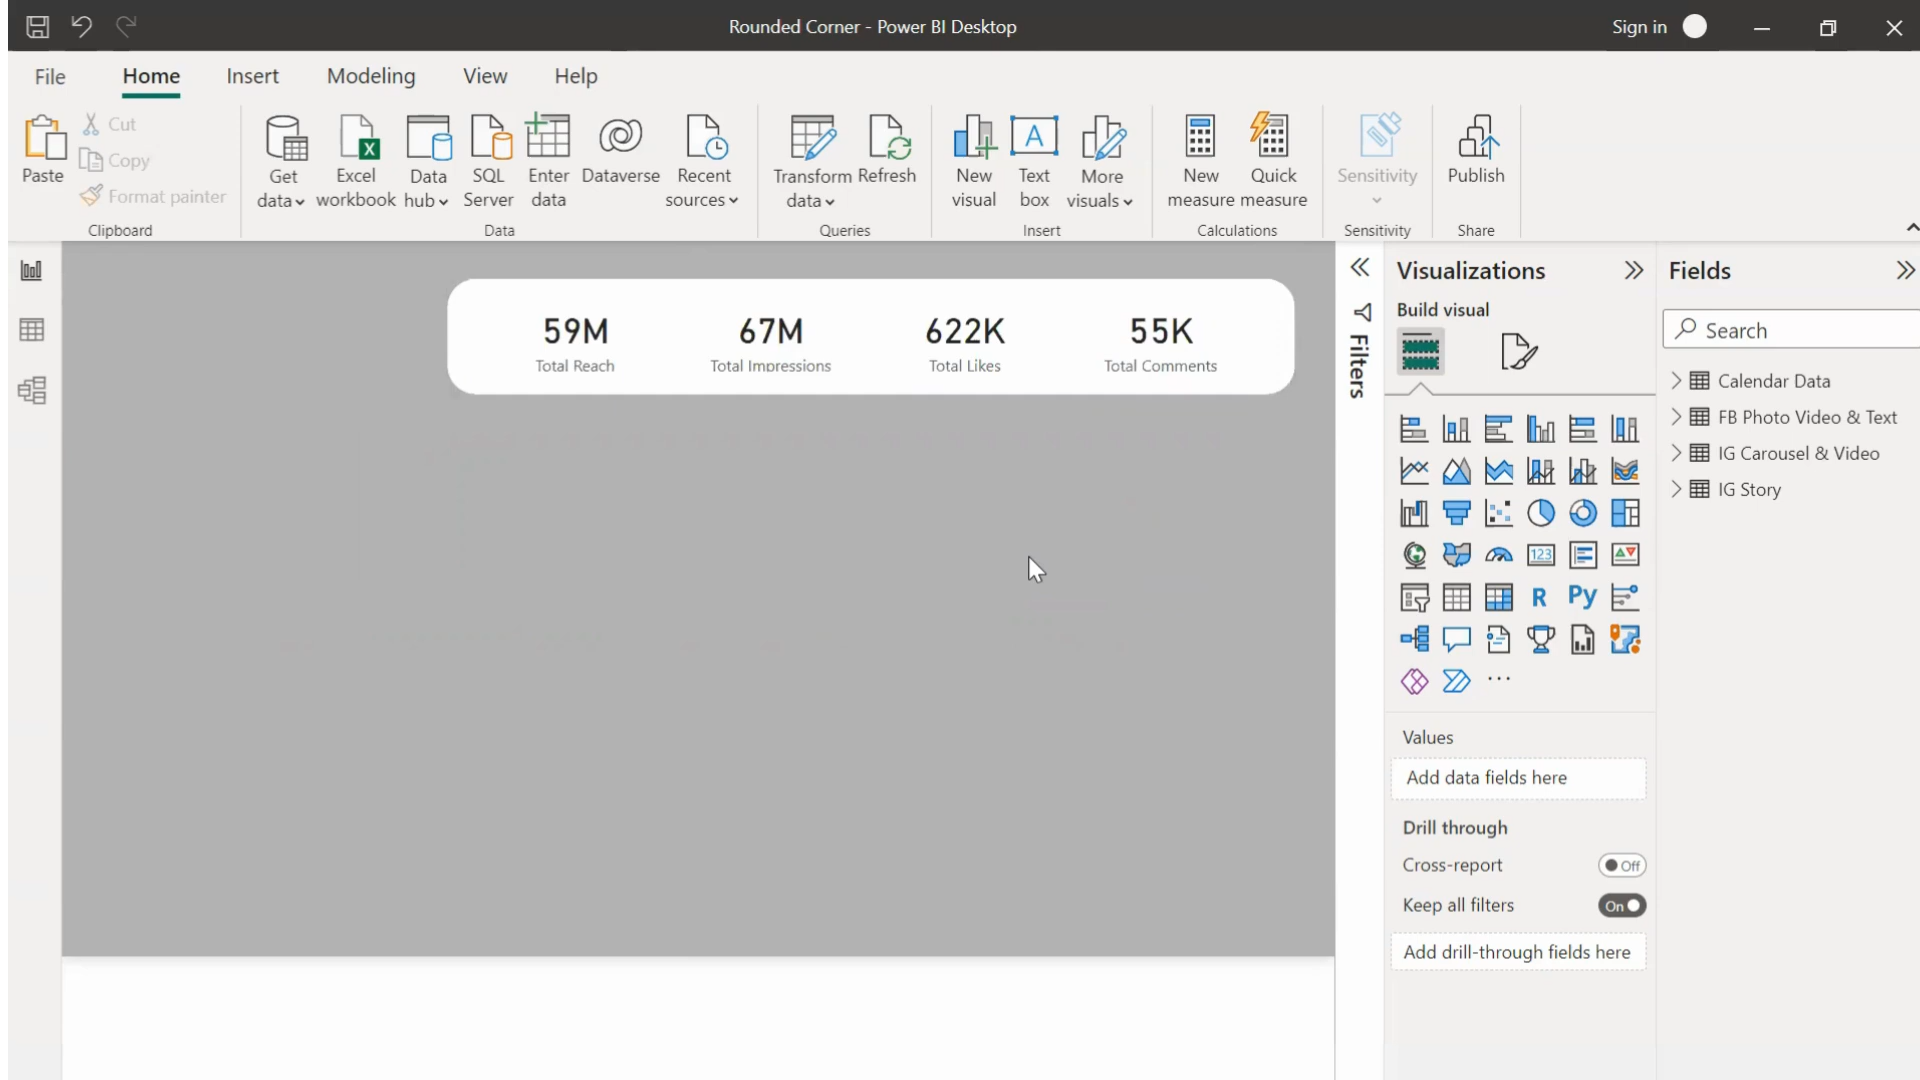 Rounded Corner - Power BI Desktop
Sign in
File
Home
Insert
Modeling
View
Help
Paste
Cut
Copy
Format painter
Clipboard
Get data
Excel workbook
Data hub
SQL Server
Enter data
Dataverse
Recent sources
Data
Transform data
Refresh
Queries
New visual
Text box
More visuals
Insert
New measure
Quick measure
Calculations
Sensitivity
Sensitivity
Publish
Share
59M
Total Reach
67M
Total Impressions
622K
Total Likes
55K
Total Comments
Filters
Visualizations
Build visual
123
R
Py
Values
Add data fields here
Drill through
Cross-report
Off
Keep all filters
On
Add drill-through fields here
Fields
Search
Calendar Data
FB Photo Video & Text
IG Carousel & Video
IG Story